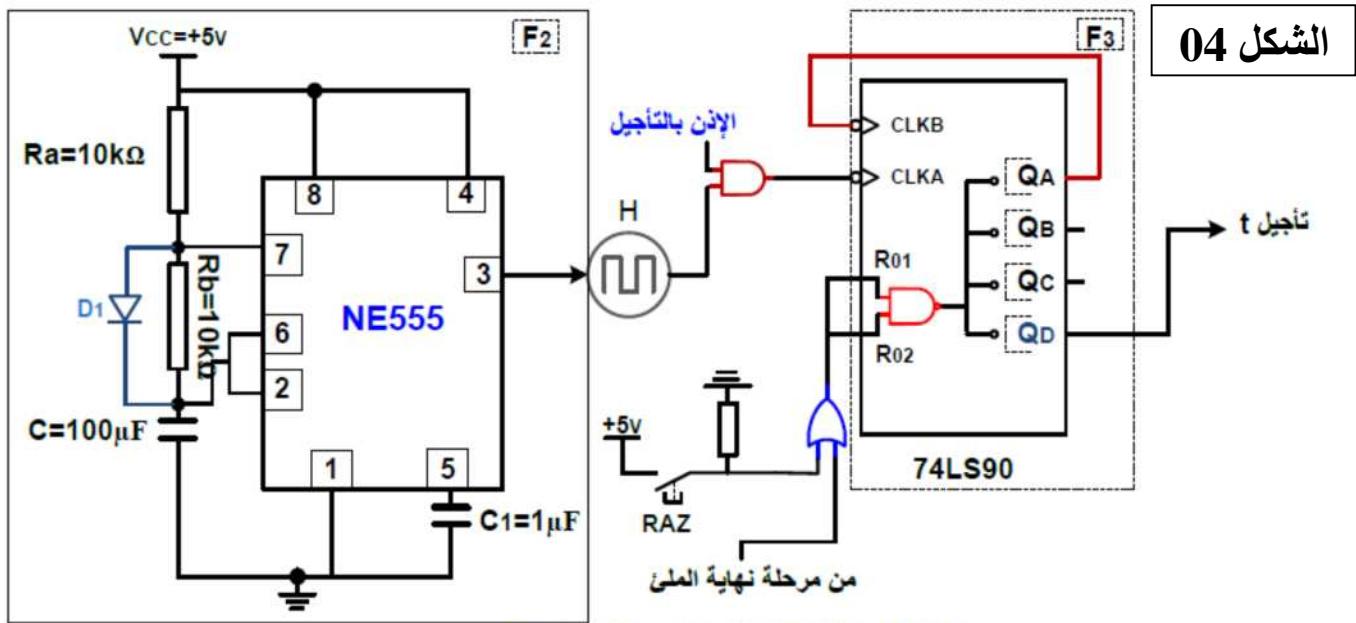 الشكل 04
F2
F3
Vcc=+5v
Ra=10kΩ
8
4
7
Rb=10kΩ
D1
6
2
3
NE555
C=100µF
1
5
C1=1µF
H
الإذن بالتأجيل
CLKB
CLKA
QA
QB
QC
QD
R01
R02
تأجيل t
74LS90
+5v
RAZ
من مرحلة نهاية الملئ